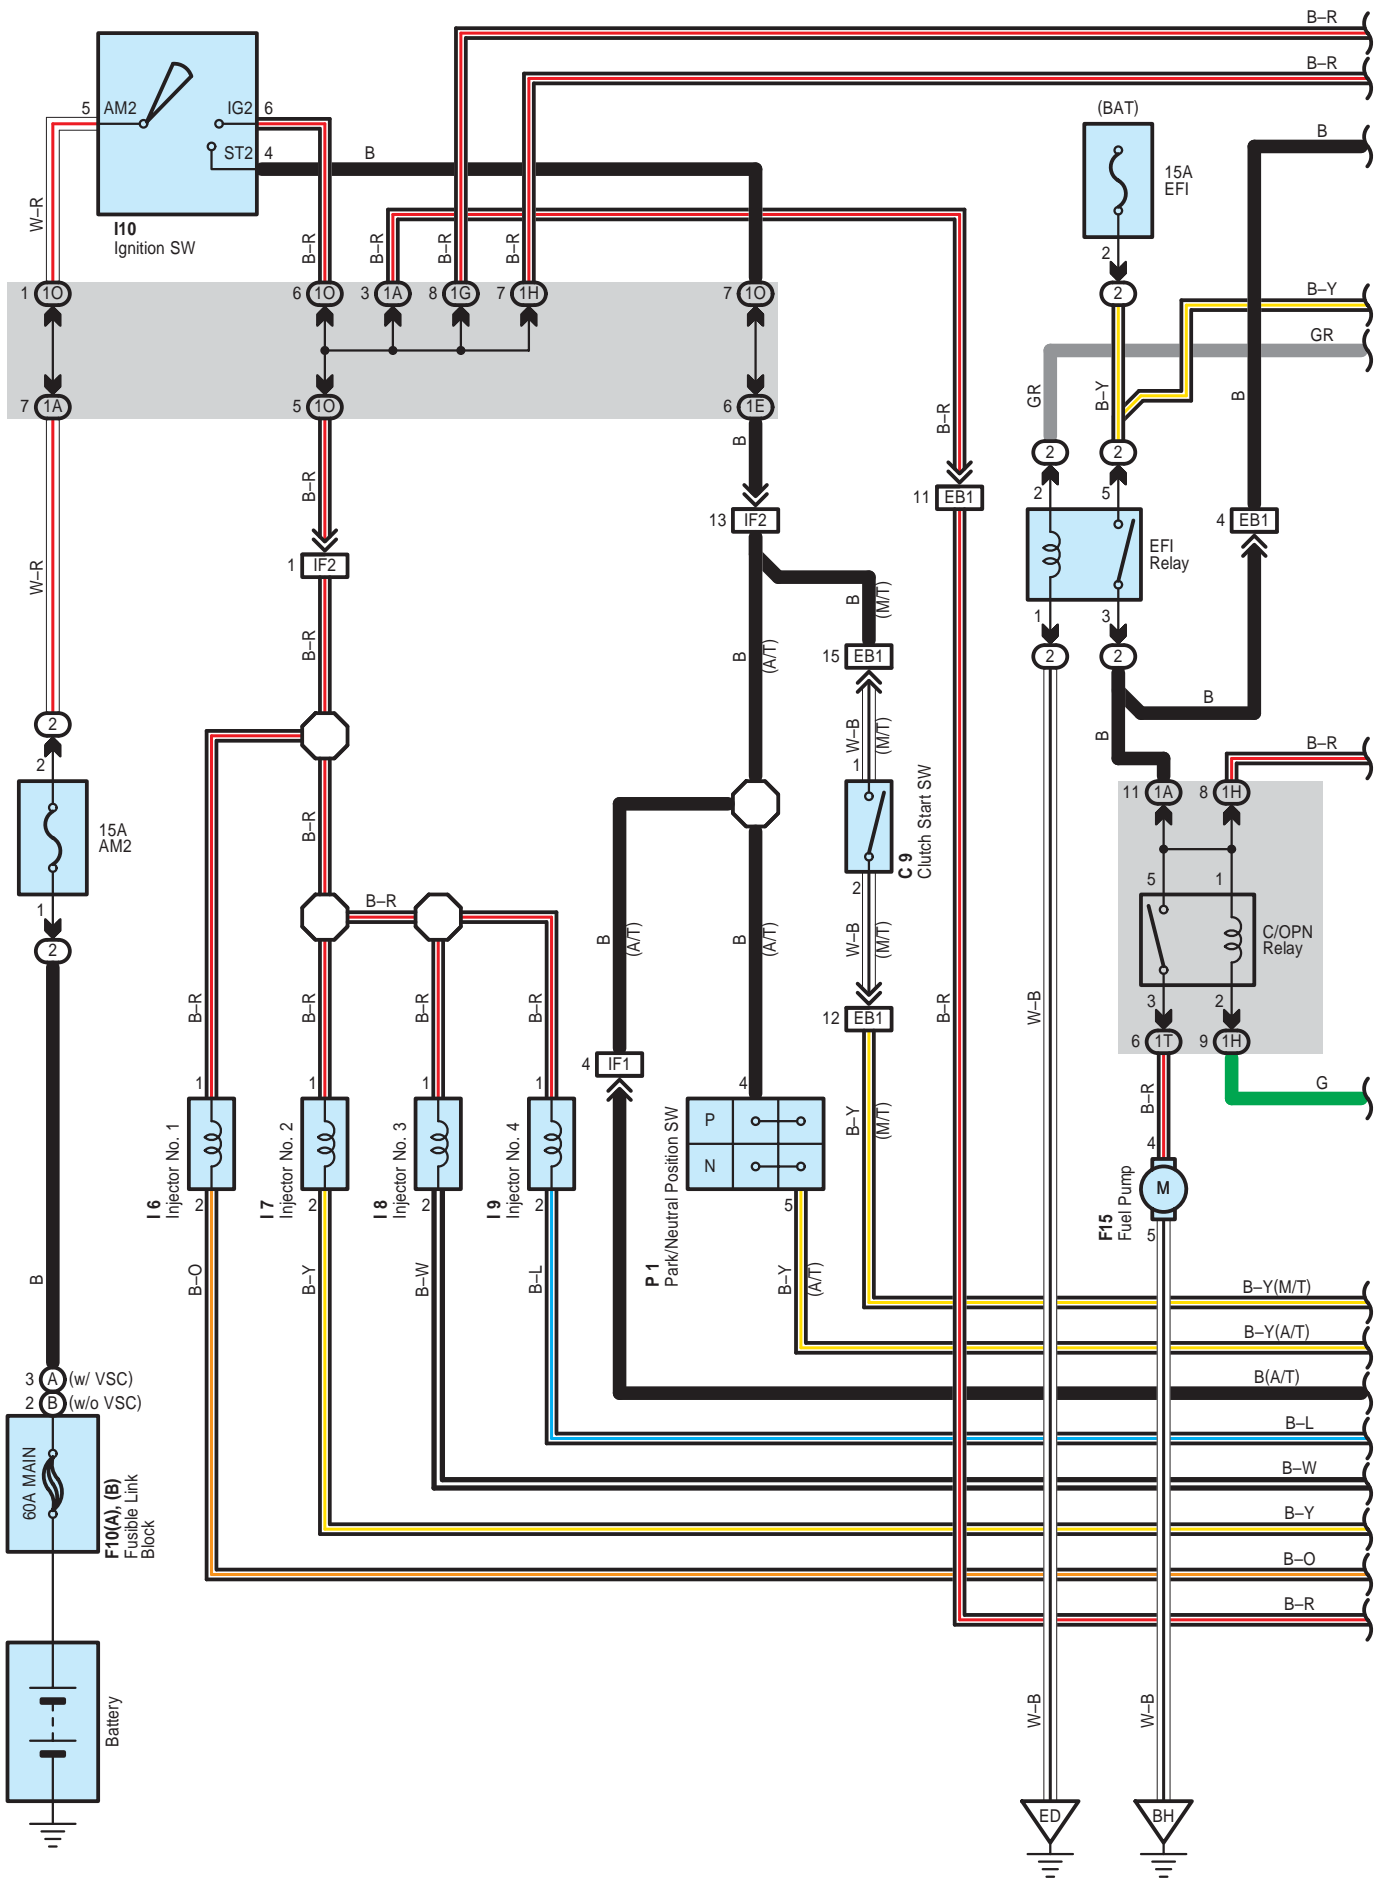 B–R
B–R
5 AM2
IG2 6
ST2 4
B
W–R
I10
Ignition SW
B–R
B–R
B–R
B–R
(BAT)
15A
EFI
2
2
B
B–Y
GR
1 1O
6 1O
3 1A
8 1G
7 1H
7 1O
7 1A
5 1O
6 1E
GR
B–Y
B
B
B–R
B–R
2
2
2
5
EFI
Relay
1
3
2
2
4 EB1
11 EB1
13 IF2
1 IF2
W–R
B–R
B
(A/T)
B
(M/T)
15 EB1
W–B
(M/T)
1
C 9
Clutch Start SW
2
W–B
(M/T)
12 EB1
B
B
B–R
11 1A
8 1H
5
1
C/OPN
Relay
3
2
6 1T
9 1H
G
2
2
15A
AM2
1
2
B–R
B–R
B
(A/T)
B
(A/T)
B–R
B–R
B–R
B–R
B–R
W–B
4 IF1
1
1
1
1
4
I 6
Injector No. 1
2
I 7
Injector No. 2
2
I 8
Injector No. 3
2
I 9
Injector No. 4
2
P 1
Park/Neutral Position SW
P
N
5
B–Y
(M/T)
B–R
4
M
F15
Fuel Pump
5
B
B–O
B–Y
B–W
B–L
B–Y
(A/T)
B–Y(M/T)
B–Y(A/T)
B(A/T)
B–L
B–W
B–Y
B–O
B–R
3 A (w/ VSC)
2 B (w/o VSC)
60A MAIN
F10(A), (B)
Fusible Link
Block
Battery
W–B
W–B
ED
BH